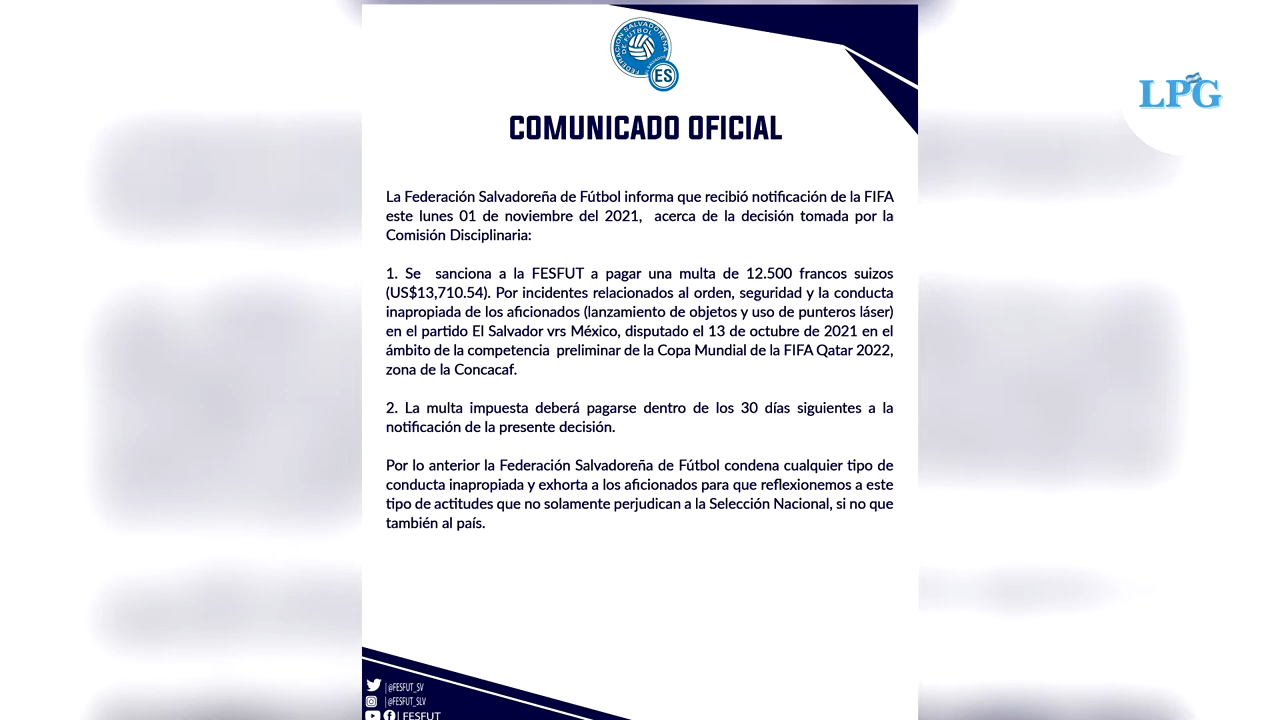 FEDERACION SALVADOREÑA
DE FUTBOL
ES
LPG
COMUNICADO OFICIAL
La Federación Salvadoreña de Fútbol informa que recibió notificación de la FIFA
este lunes 01 de noviembre del 2021, acerca de la decisión tomada por la
Comisión Disciplinaria:
1. Se sanciona a la FESFUT a pagar una multa de 12.500 francos suizos
(US$13,710.54). Por incidentes relacionados al orden, seguridad y la conducta
inapropiada de los aficionados (lanzamiento de objetos y uso de punteros láser)
en el partido El Salvador vrs México, disputado el 13 de octubre de 2021 en el
ámbito de la competencia preliminar de la Copa Mundial de la FIFA Qatar 2022,
zona de la Concacaf.
2. La multa impuesta deberá pagarse dentro de los 30 días siguientes a la
notificación de la presente decisión.
Por lo anterior la Federación Salvadoreña de Fútbol condena cualquier tipo de
conducta inapropiada y exhorta a los aficionados para que reflexionemos a este
tipo de actitudes que no solamente perjudican a la Selección Nacional, si no que
también al país.
|@FESFUT_SV
|@FESFUT_SLV
| FESFUT